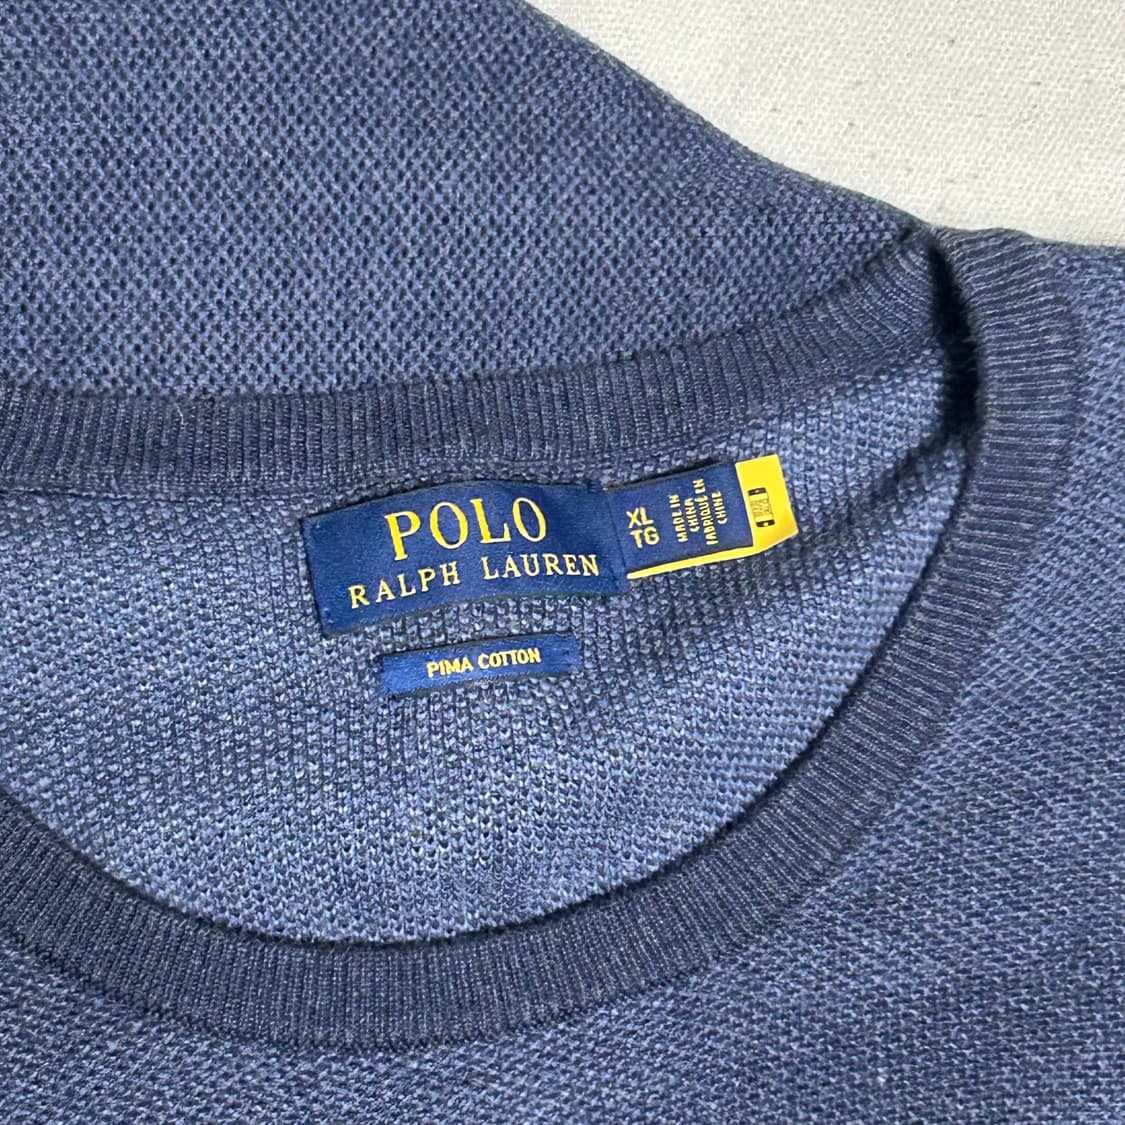 POLO
RALPH LAUREN
XL
TG
MADE IN
CHINA
FABRIQUÉ EN
CHINE
PIMA COTTON